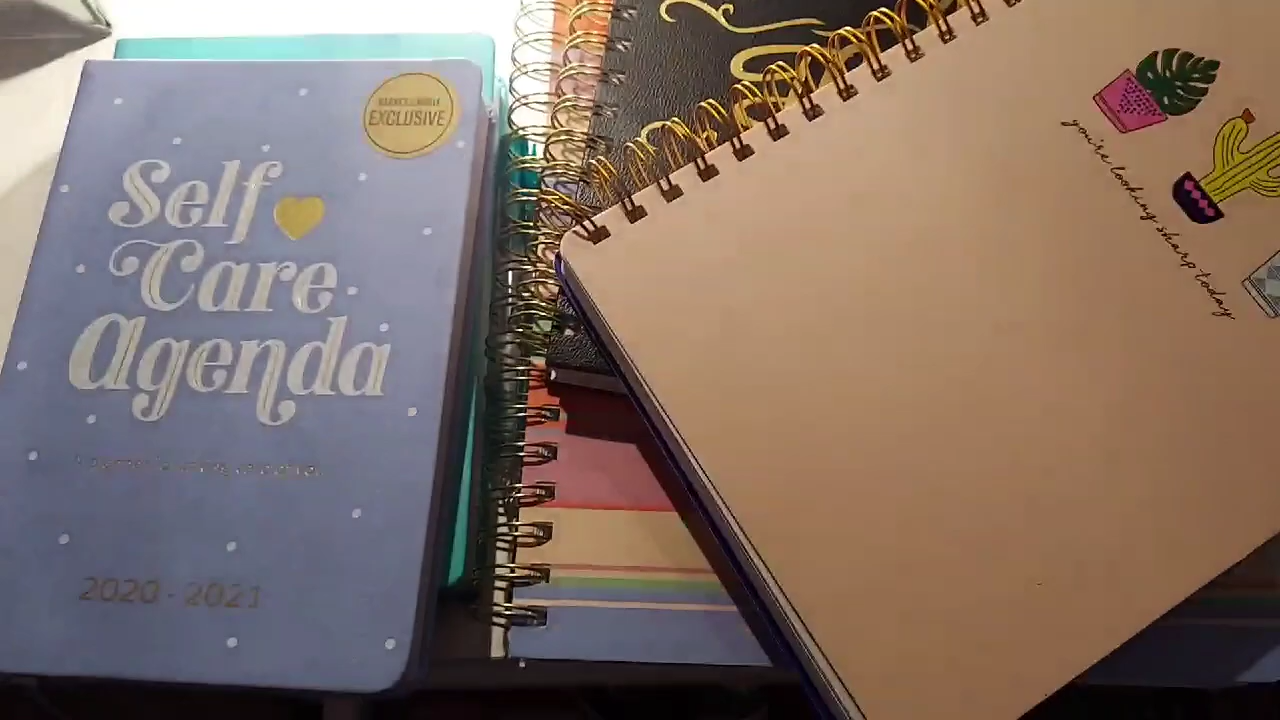 BARNES & NOBLE
EXCLUSIVE
Self
Care
Agenda
2020 - 2021
you're looking sharp today